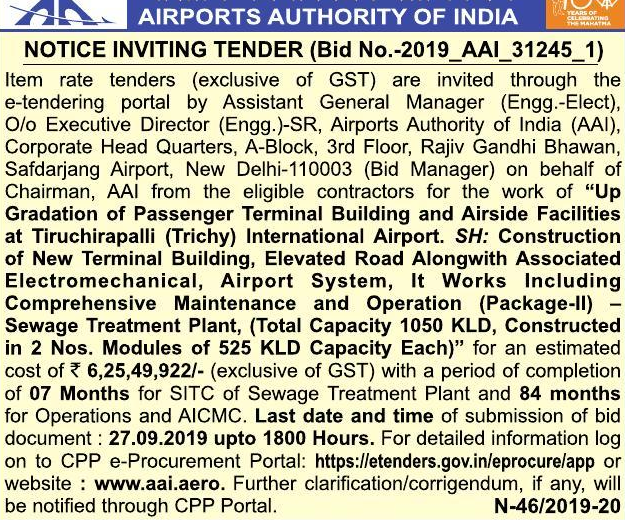 AIRPORTS AUTHORITY OF INDIA
YEARS OF
CELEBRATING
THE MAHATMA
NOTICE INVITING TENDER (Bid No.-2019_AAI_31245_1)
Item rate tenders (exclusive of GST) are invited through the
e-tendering portal by Assistant General Manager (Engg.-Elect),
O/o Executive Director (Engg.)-SR, Airports Authority of India (AAI),
Corporate Head Quarters, A-Block, 3rd Floor, Rajiv Gandhi Bhawan,
Safdarjang Airport, New Delhi-110003 (Bid Manager) on behalf of
Chairman, AAI from the eligible contractors for the work of “Up
Gradation of Passenger Terminal Building and Airside Facilities
at Tiruchirapalli (Trichy) International Airport. SH: Construction
of New Terminal Building, Elevated Road Alongwith Associated
Electromechanical, Airport System, It Works Including
Comprehensive Maintenance and Operation (Package-II) –
Sewage Treatment Plant, (Total Capacity 1050 KLD, Constructed
in 2 Nos. Modules of 525 KLD Capacity Each)” for an estimated
cost of ₹ 6,25,49,922/- (exclusive of GST) with a period of completion
of 07 Months for SITC of Sewage Treatment Plant and 84 months
for Operations and AICMC. Last date and time of submission of bid
document : 27.09.2019 upto 1800 Hours. For detailed information log
on to CPP e-Procurement Portal: https://etenders.gov.in/eprocure/app or
website : www.aai.aero. Further clarification/corrigendum, if any, will
be notified through CPP Portal. N-46/2019-20